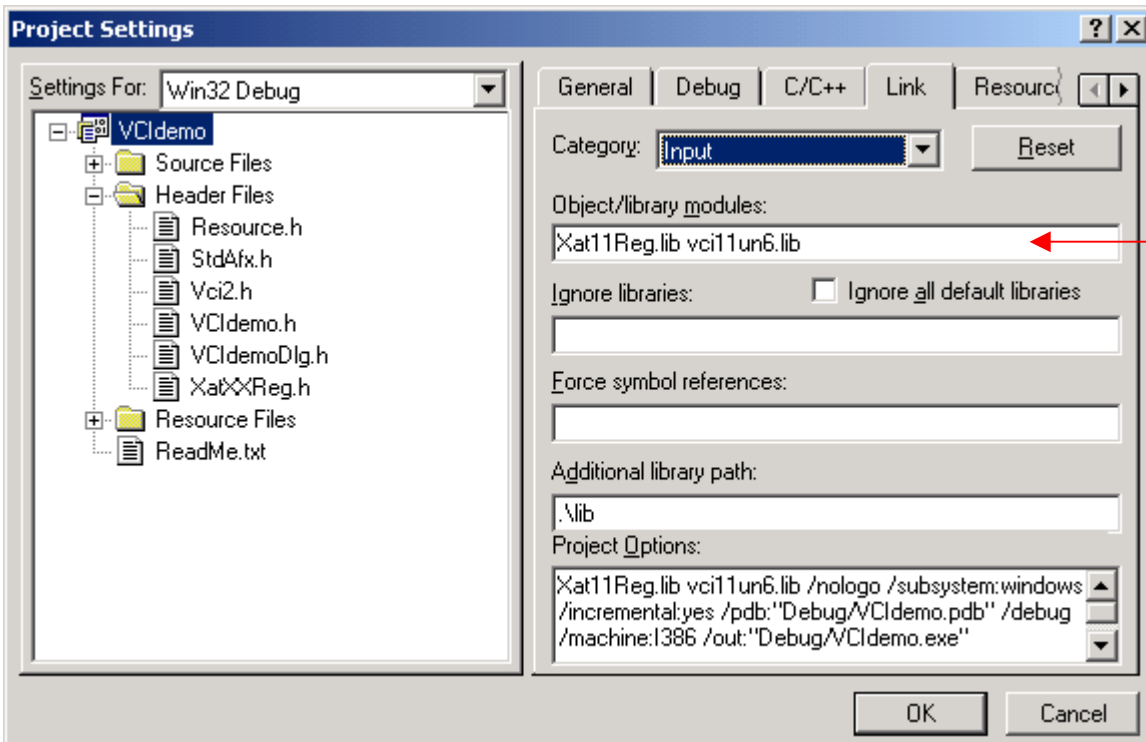 Project Settings
Settings For: Win32 Debug
VCIdemo
Source Files
Header Files
Resource.h
StdAfx.h
Vci2.h
VCIdemo.h
VCIdemoDlg.h
XatXXReg.h
Resource Files
ReadMe.txt
General Debug C/C++ Link Resourc
Category: Input Reset
Object/library modules:
Xat11Reg.lib vci11un6.lib
Ignore libraries: Ignore all default libraries
Force symbol references:
Additional library path:
.\lib
Project Options:
Xat11Reg.lib vci11un6.lib /nologo /subsystem:windows
/incremental:yes /pdb:"Debug/VCIdemo.pdb" /debug
/machine:I386 /out:"Debug/VCIdemo.exe"
OK Cancel